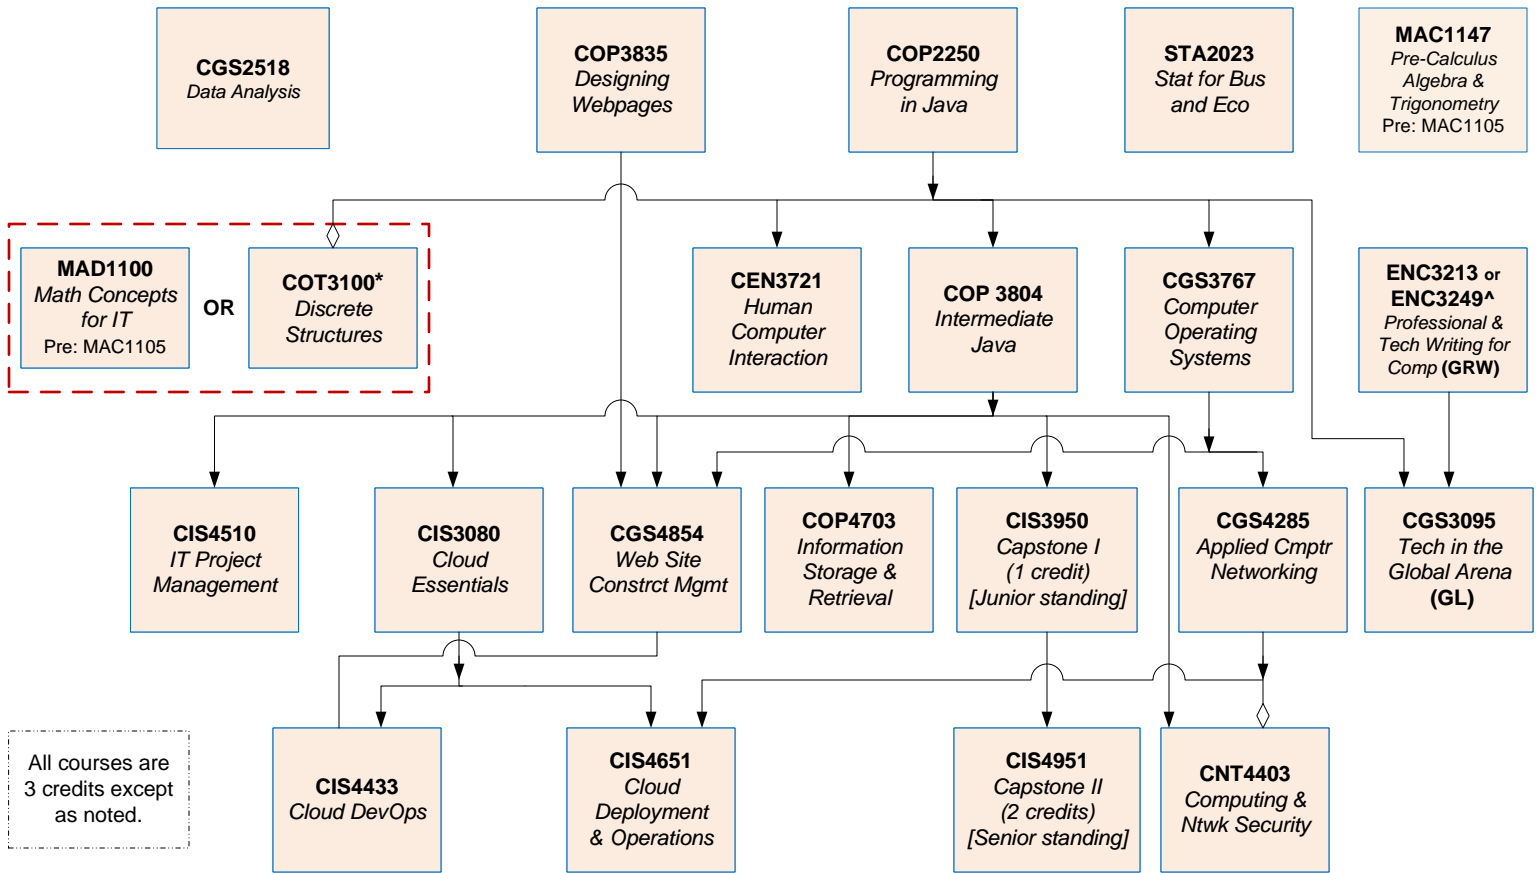 CGS2518
Data Analysis
COP3835
Designing
Webpages
COP2250
Programming
in Java
STA2023
Stat for Bus
and Eco
MAC1147
Pre-Calculus
Algebra &
Trigonometry
Pre: MAC1105
MAD1100
Math Concepts
for IT
Pre: MAC1105
OR
COT3100*
Discrete
Structures
CEN3721
Human
Computer
Interaction
COP 3804
Intermediate
Java
CGS3767
Computer
Operating
Systems
ENC3213 or
ENC3249^
Professional &
Tech Writing for
Comp (GRW)
CIS4510
IT Project
Management
CIS3080
Cloud
Essentials
CGS4854
Web Site
Constrct Mgmt
COP4703
Information
Storage &
Retrieval
CIS3950
Capstone I
(1 credit)
[Junior standing]
CGS4285
Applied Cmptr
Networking
CGS3095
Tech in the
Global Arena
(GL)
All courses are
3 credits except
as noted.
CIS4433
Cloud DevOps
CIS4651
Cloud
Deployment
& Operations
CIS4951
Capstone II
(2 credits)
[Senior standing]
CNT4403
Computing &
Ntwk Security